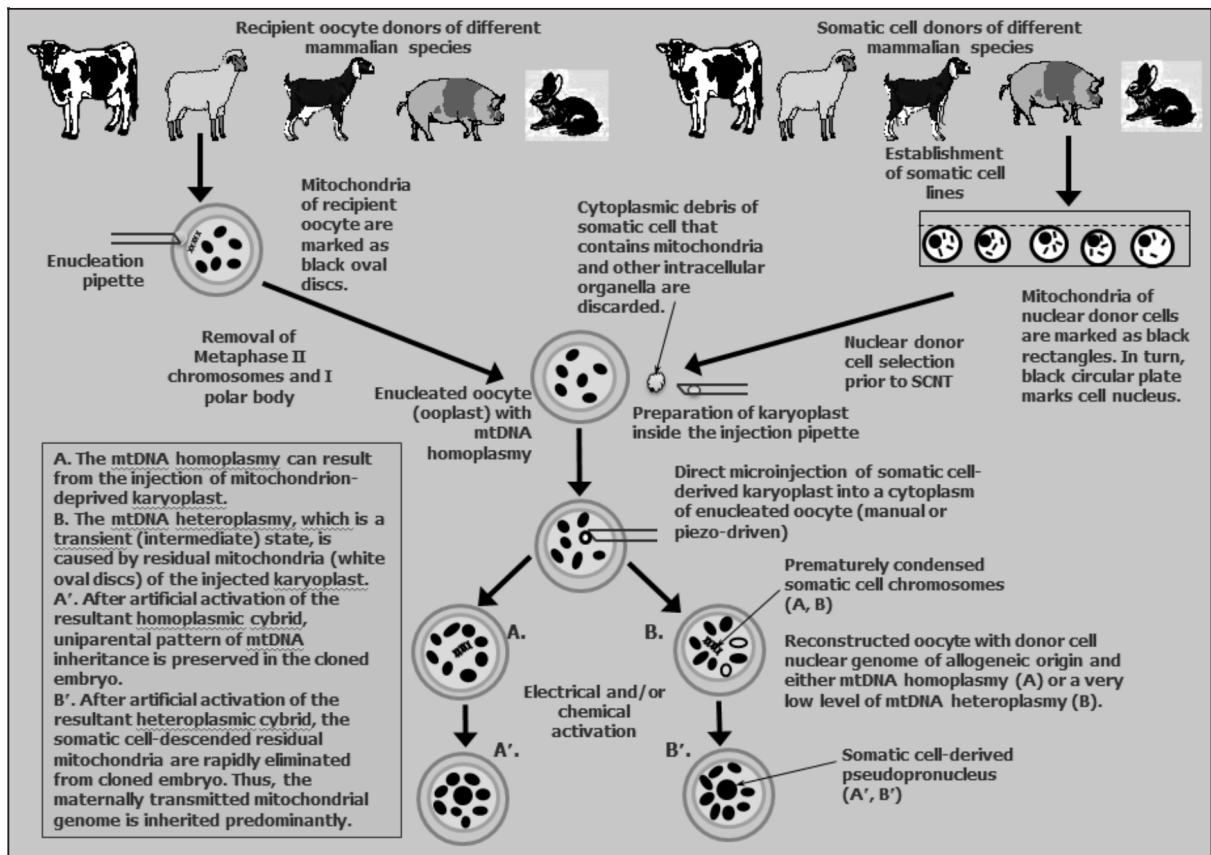 Recipient oocyte donors of different
mammalian species
Somatic cell donors of different
mammalian species
Establishment
of somatic cell
lines
Mitochondria
of recipient
oocyte are
marked as
black oval
discs.
Enucleation
pipette
Cytoplasmic debris of
somatic cell that
contains mitochondria
and other intracellular
organella are
discarded.
Removal of
Metaphase II
chromosomes and I
polar body
Nuclear donor
cell selection
prior to SCNT
Mitochondria of
nuclear donor cells
are marked as black
rectangles. In turn,
black circular plate
marks cell nucleus.
Enucleated oocyte
(ooplast) with
mtDNA
homoplasmy
Preparation of karyoplast
inside the injection pipette
A. The mtDNA homoplasmy can result
from the injection of mitochondrion-
deprived karyoplast.
B. The mtDNA heteroplasmy, which is a
transient (intermediate) state, is
caused by residual mitochondria (white
oval discs) of the injected karyoplast.
A’. After artificial activation of the
resultant homoplasmic cybrid,
uniparental pattern of mtDNA
inheritance is preserved in the cloned
embryo.
B’. After artificial activation of the
resultant heteroplasmic cybrid, the
somatic cell-descended residual
mitochondria are rapidly eliminated
from cloned embryo. Thus, the
maternally transmitted mitochondrial
genome is inherited predominantly.
Direct microinjection of somatic cell-
derived karyoplast into a cytoplasm
of enucleated oocyte (manual or
piezo-driven)
Prematurely condensed
somatic cell chromosomes
(A, B)
A.
B.
Reconstructed oocyte with donor cell
nuclear genome of allogeneic origin and
either mtDNA homoplasmy (A) or a very
low level of mtDNA heteroplasmy (B).
Electrical and/or
chemical
activation
A’.
B’.
Somatic cell-derived
pseudopronucleus
(A’, B’)